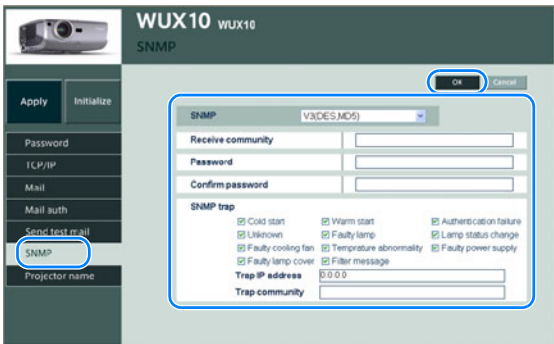 WUX10 WUX10
SNMP
OK Cancel
Apply Initialize
Password
TCP/IP
Mail
Mail auth
Send test mail
SNMP
Projector name
SNMP V3(DES,MD5)
Receive community
Password
Confirm password
SNMP trap
Cold start Warm start Authentication failure
Unknown Faulty lamp Lamp status change
Faulty cooling fan Temprature abnormality Faulty power supply
Faulty lamp cover Filter message
Trap IP address 0.0.0.0
Trap community